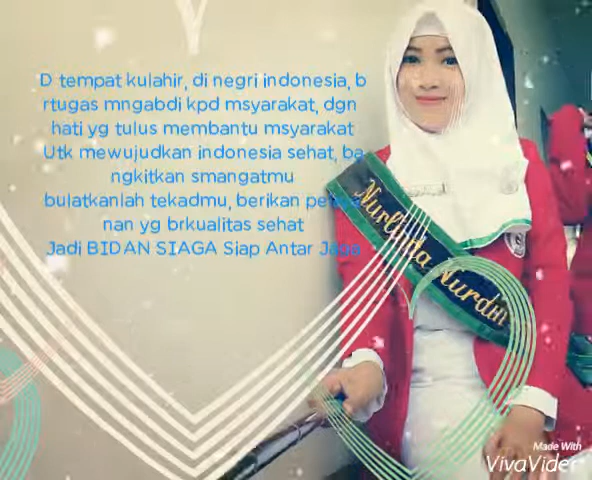 D tempat kulahir, di negri indonesia, b
rtugas mngabdi kpd msyarakat, dgn
hati yg tulus membantu msyarakat
Utk mewujudkan indonesia sehat, ba
ngkitkan smangatmu
bulatkanlah tekadmu, berikan pelaya
nan yg brkualitas sehat
Jadi BIDAN SIAGA Siap Antar Jaga
Nurlinda Nurdin
Made With
VivaVideo